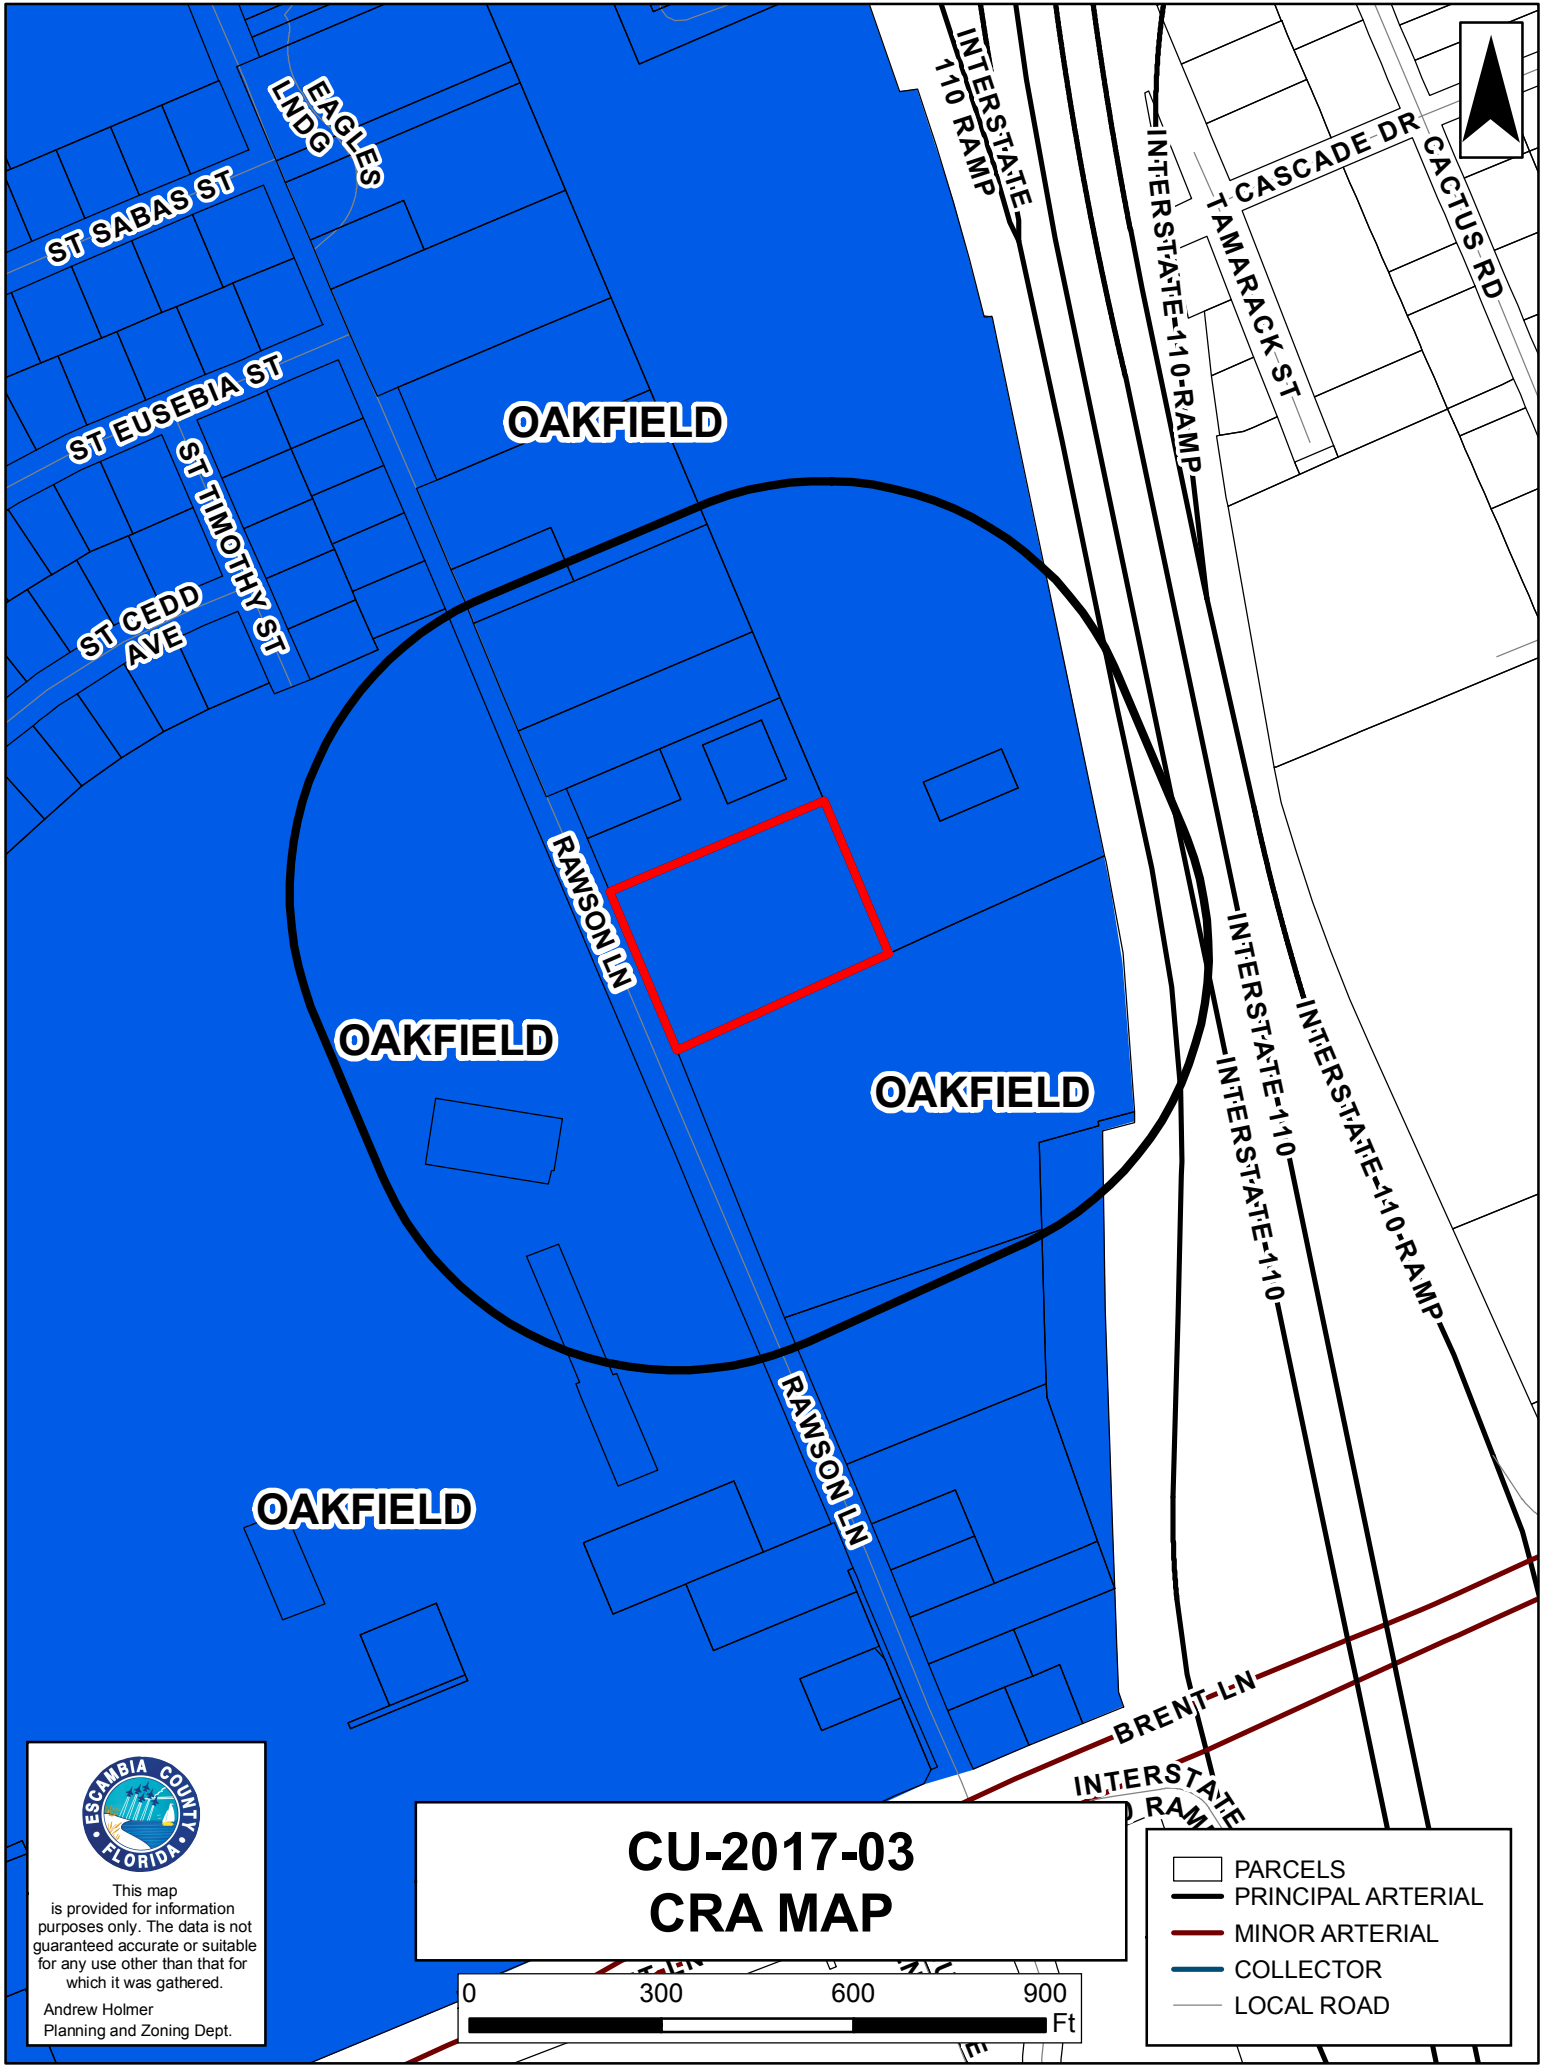 INTERSTATE
110 RAMP
EAGLES
LNDG
ST SABAS ST
INTERSTATE 110 RAMP
CASCADE DR
TAMARACK ST
CACTUS RD
ST EUSEBIA ST
OAKFIELD
ST TIMOTHY ST
ST CEDD
AVE
RAWSON LN
OAKFIELD
OAKFIELD
INTERSTATE 110
INTERSTATE 110
INTERSTATE 110 RAMP
RAWSON LN
OAKFIELD
BRENT LN
INTERSTATE
RAM
ESCAMBIA COUNTY
FLORIDA
This map
is provided for information
purposes only. The data is not
guaranteed accurate or suitable
for any use other than that for
which it was gathered.
Andrew Holmer
Planning and Zoning Dept.
CU-2017-03
CRA MAP
0 300 600 900
Ft
PARCELS
PRINCIPAL ARTERIAL
MINOR ARTERIAL
COLLECTOR
LOCAL ROAD